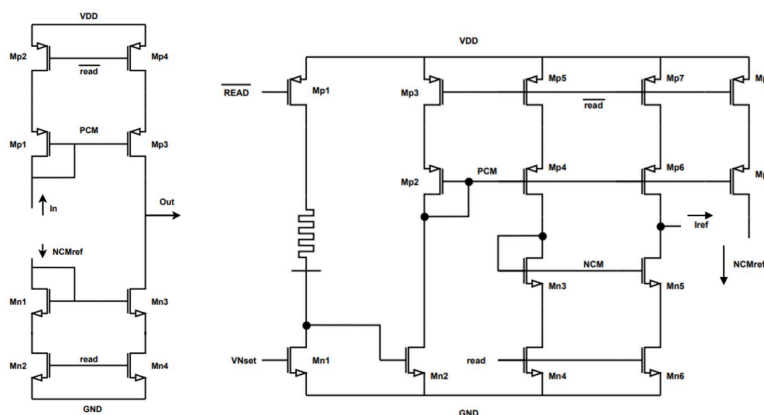 VDD
Mp2
Mp4
read
Mp1
PCM
Mp3
In
Out
NCMref
Mn1
Mn3
Mn2
read
Mn4
GND
VDD
READ
Mp1
Mp3
Mp5
read
Mp7
Mp
Mp2
PCM
Mp4
Mp6
Mp
Iref
NCM
Mn3
Mn5
NCMref
VNset
Mn1
Mn2
read
Mn4
Mn6
GND